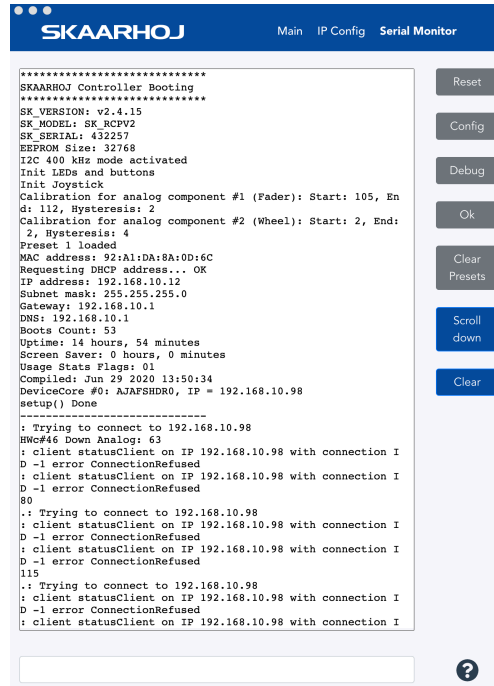 SKAARHOJ
Main IP Config Serial Monitor
*****************************
SKAARHOJ Controller Booting
*****************************
SK_VERSION: v2.4.15
SK_MODEL: SK_RCPV2
SK_SERIAL: 432257
EEPROM Size: 32768
I2C 400 kHz mode activated
Init LEDs and buttons
Init Joystick
Calibration for analog component #1 (Fader): Start: 105, En
d: 112, Hysteresis: 2
Calibration for analog component #2 (Wheel): Start: 2, End:
 2, Hysteresis: 4
Preset 1 loaded
MAC address: 92:A1:DA:8A:0D:6C
Requesting DHCP address... OK
IP address: 192.168.10.12
Subnet mask: 255.255.255.0
Gateway: 192.168.10.1
DNS: 192.168.10.1
Boots Count: 53
Uptime: 14 hours, 54 minutes
Screen Saver: 0 hours, 0 minutes
Usage Stats Flags: 01
Compiled: Jun 29 2020 13:50:34
DeviceCore #0: AJAFSHDR0, IP = 192.168.10.98
setup() Done
-----------------------------
: Trying to connect to 192.168.10.98
HWc#46 Down Analog: 63
: client statusClient on IP 192.168.10.98 with connection I
D -1 error ConnectionRefused
: client statusClient on IP 192.168.10.98 with connection I
D -1 error ConnectionRefused
80
.: Trying to connect to 192.168.10.98
: client statusClient on IP 192.168.10.98 with connection I
D -1 error ConnectionRefused
: client statusClient on IP 192.168.10.98 with connection I
D -1 error ConnectionRefused
115
.: Trying to connect to 192.168.10.98
: client statusClient on IP 192.168.10.98 with connection I
D -1 error ConnectionRefused
: client statusClient on IP 192.168.10.98 with connection I
Reset
Config
Debug
Ok
Clear
Presets
Scroll
down
Clear
?